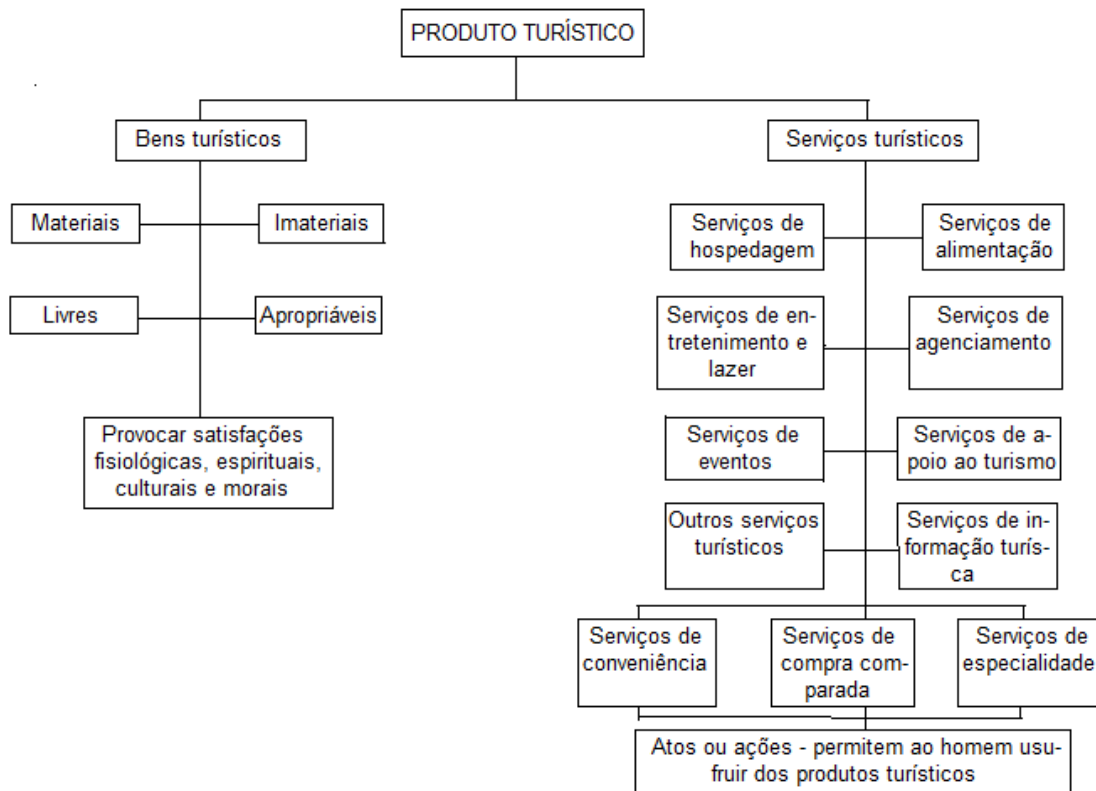 PRODUTO TURÍSTICO
Bens turísticos
Serviços turísticos
Materiais
Imateriais
Livres
Apropriáveis
Provocar satisfações
fisiológicas, espirituais,
culturais e morais
Serviços de
hospedagem
Serviços de
alimentação
Serviços de en-
tretenimento e
lazer
Serviços de
agenciamento
Serviços de
eventos
Serviços de a-
poio ao turismo
Outros serviços
turísticos
Serviços de in-
formação turís-
ca
Serviços de
conveniência
Serviços de
compra com-
parada
Serviços de
especialidade
Atos ou ações - permitem ao homem usu-
fruir dos produtos turísticos